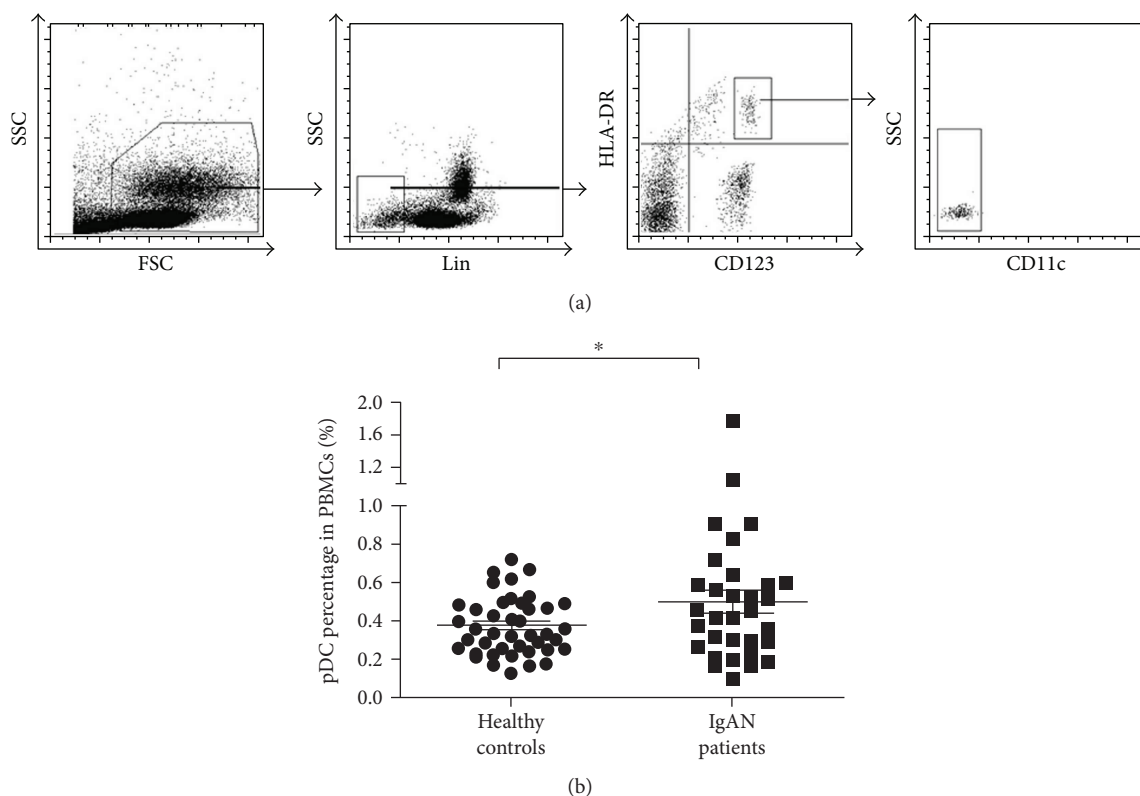 SSC
FSC
SSC
Lin
HLA-DR
CD123
SSC
CD11c
(a)
*
pDC percentage in PBMCs (%)
2.0
1.6
1.2
1.0
0.8
0.6
0.4
0.2
0.0
Healthy
controls
IgAN
patients
(b)